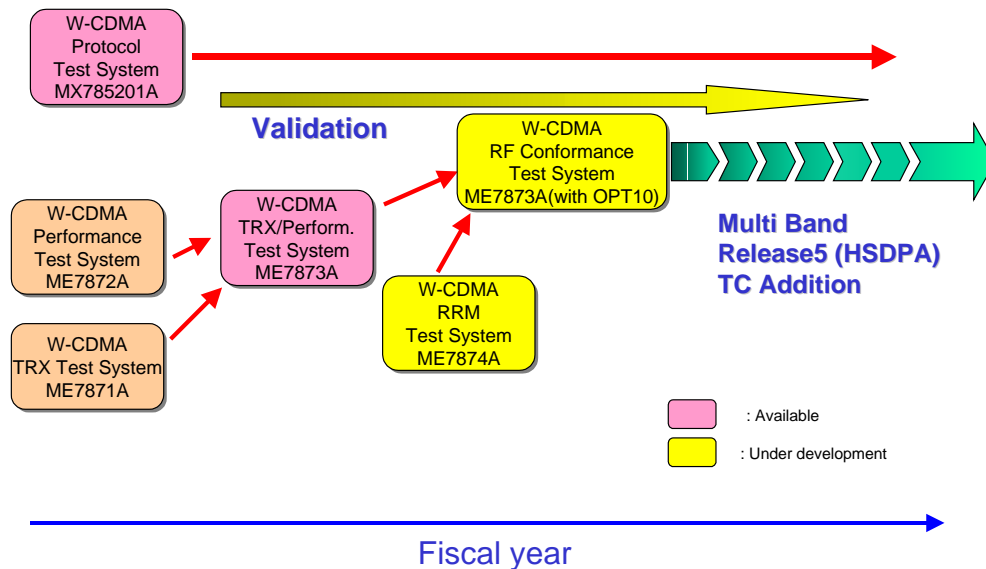 W-CDMA
Protocol
Test System
MX785201A
Validation
W-CDMA
RF Conformance
Test System
ME7873A(with OPT10)
W-CDMA
Performance
Test System
ME7872A
W-CDMA
TRX/Perform.
Test System
ME7873A
Multi Band
Release5 (HSDPA)
TC Addition
W-CDMA
RRM
Test System
ME7874A
W-CDMA
TRX Test System
ME7871A
: Available
: Under development
Fiscal year